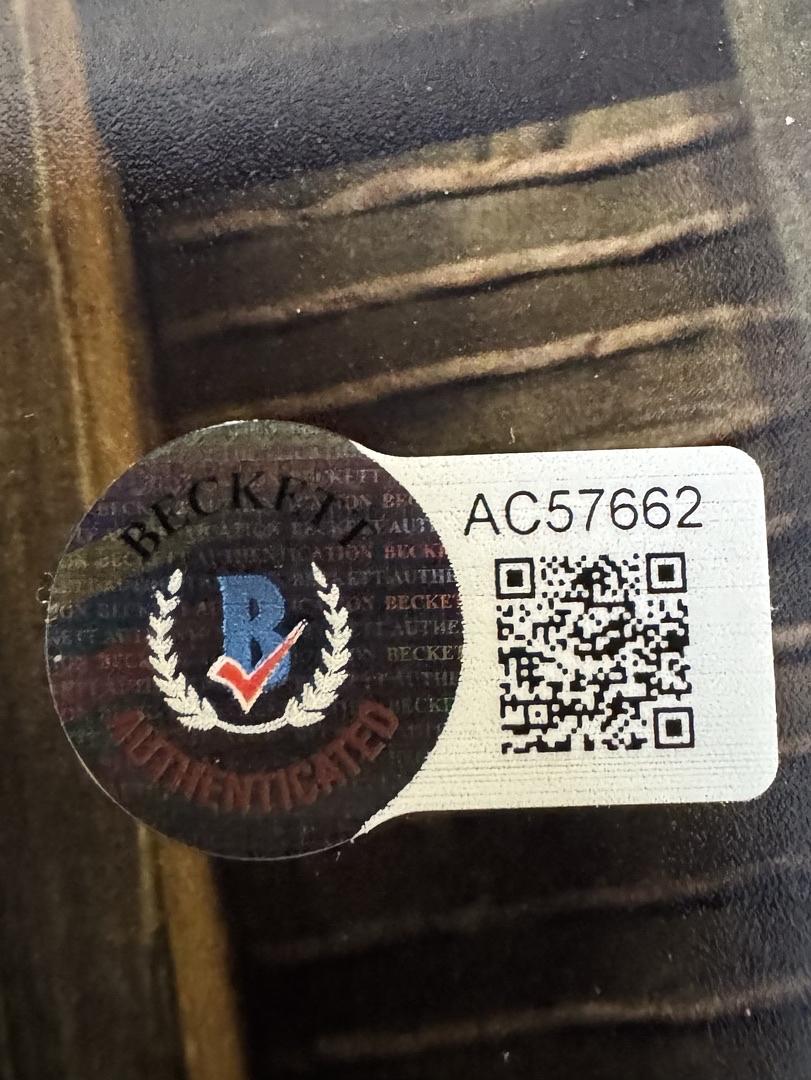 BECKETT
B
AUTHENTICATED
AC57662